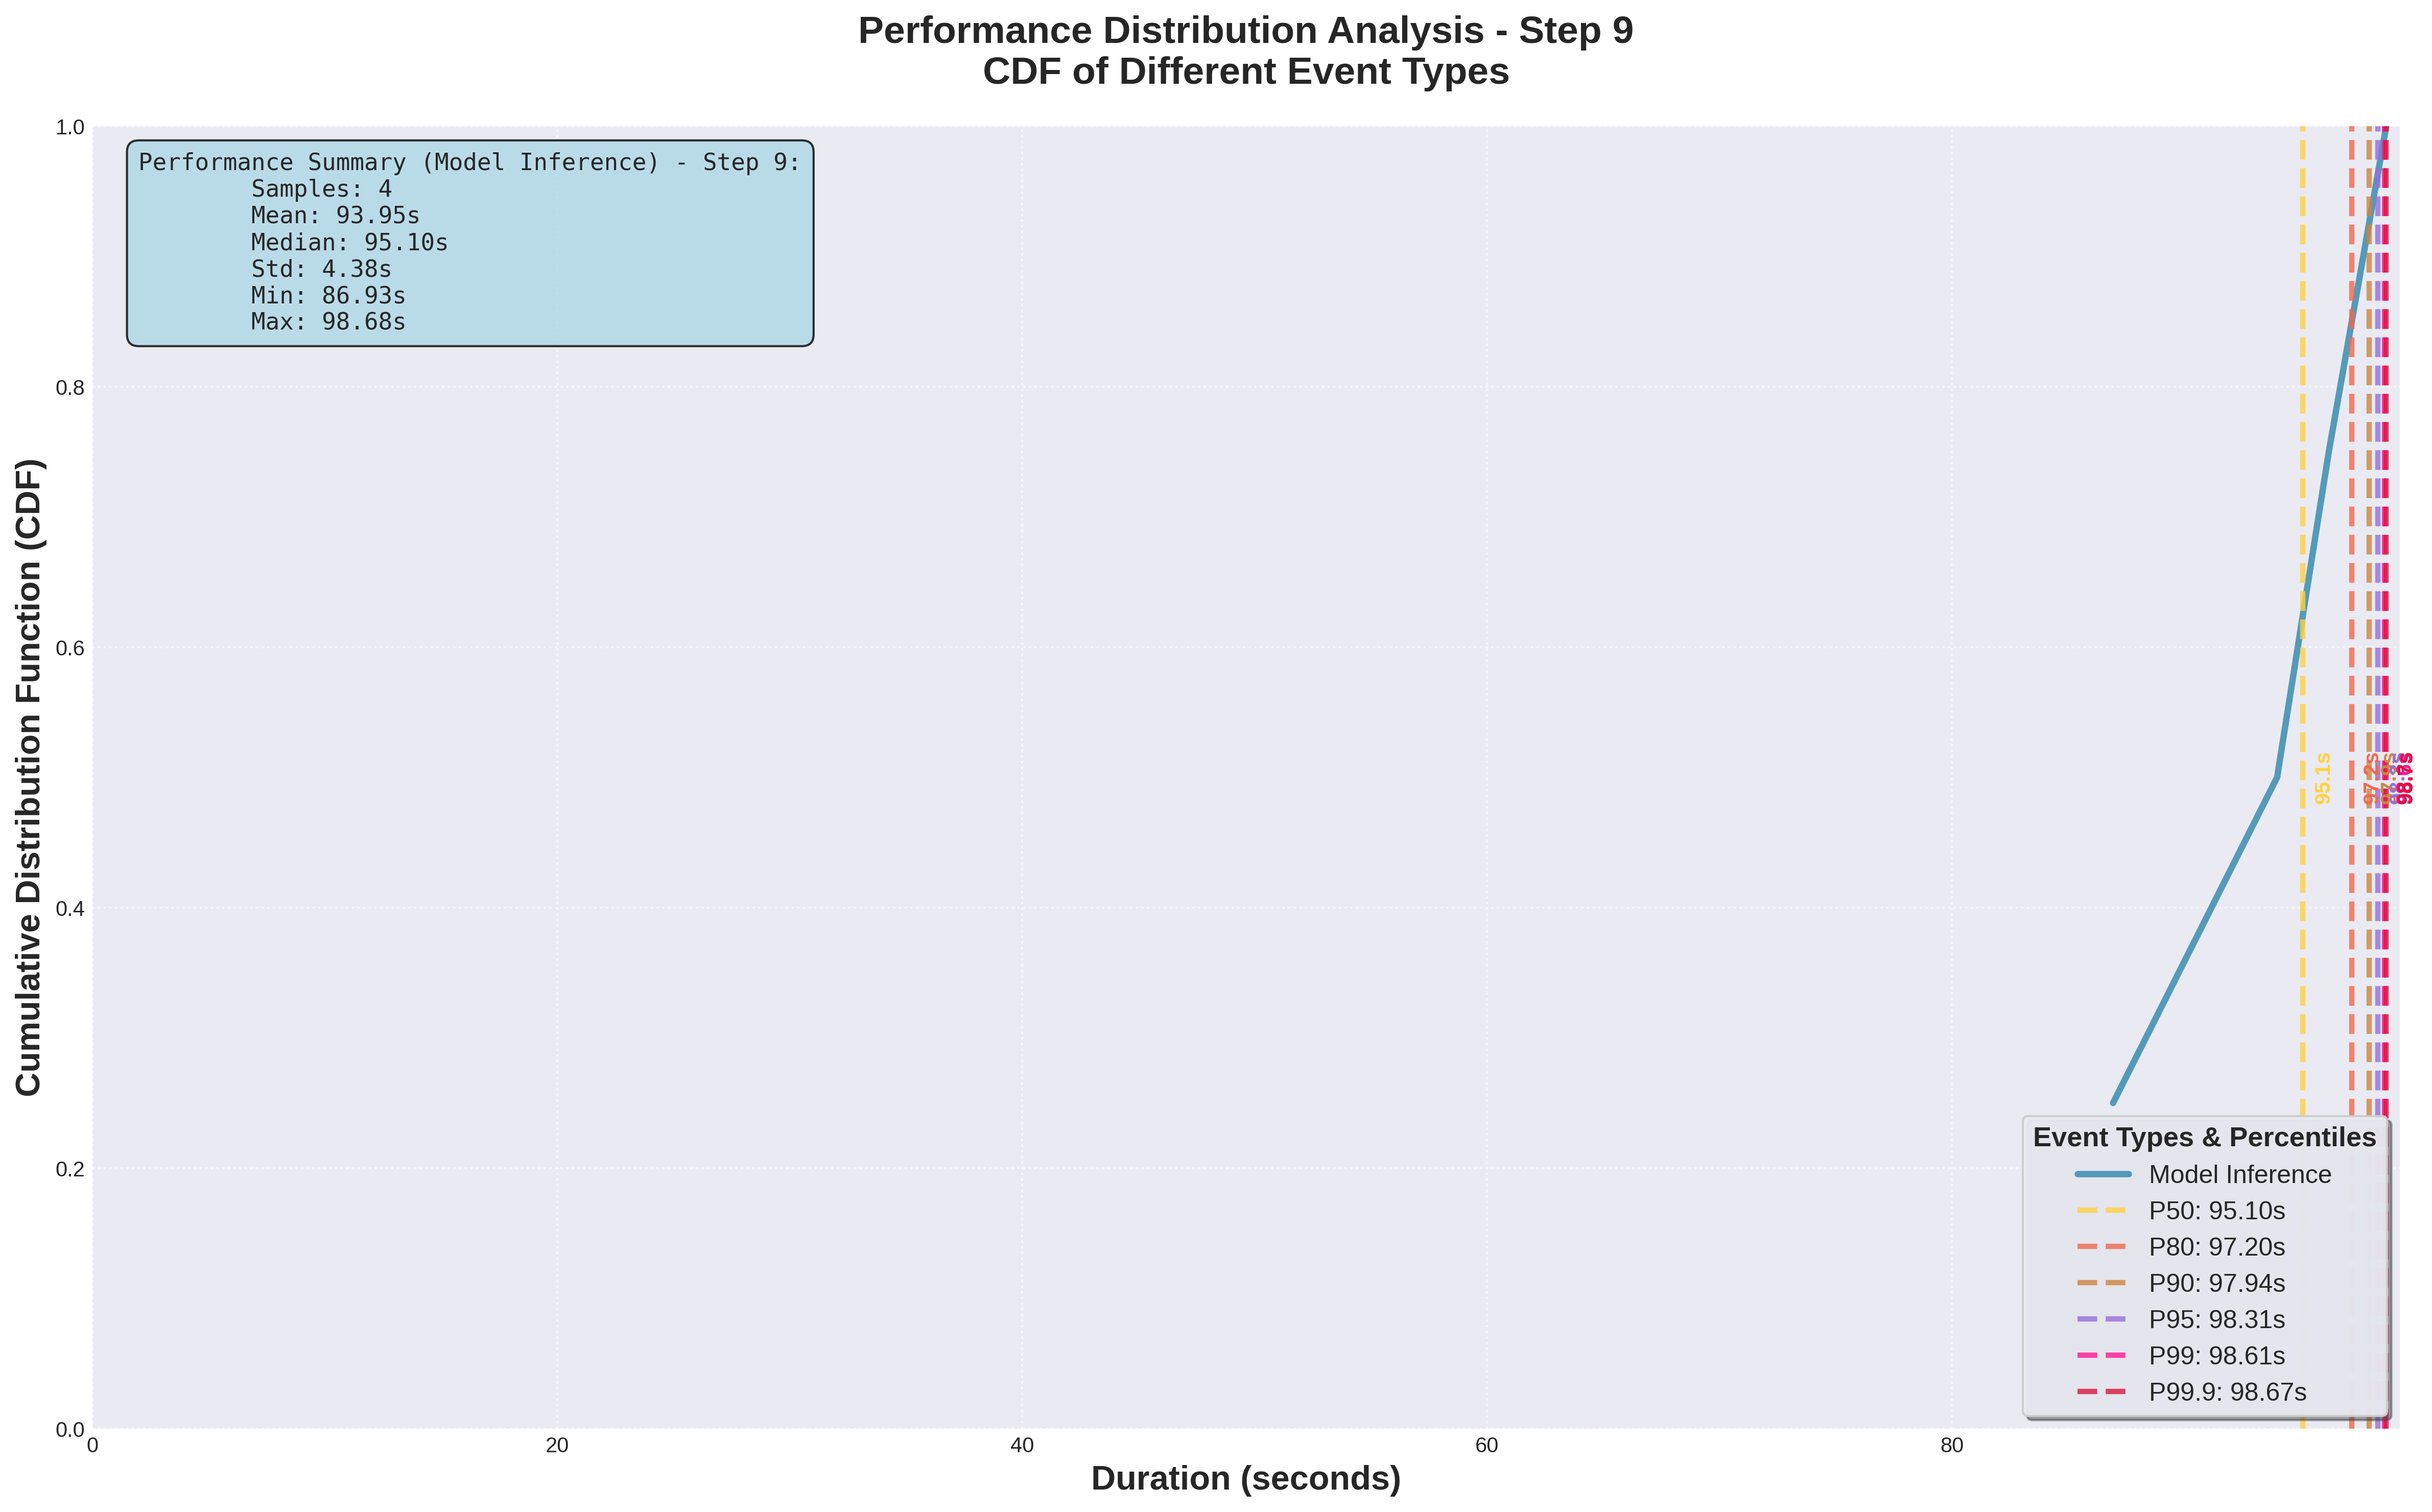 Performance Distribution Analysis - Step 9
CDF of Different Event Types
Cumulative Distribution Function (CDF)
1.0
0.8
0.6
0.4
0.2
0.0
Performance Summary (Model Inference) - Step 9:
Samples: 4
Mean: 93.95s
Median: 95.10s
Std: 4.38s
Min: 86.93s
Max: 98.68s
95.1s
97.2s
98.7s
Event Types & Percentiles
Model Inference
P50: 95.10s
P80: 97.20s
P90: 97.94s
P95: 98.31s
P99: 98.61s
P99.9: 98.67s
0
20
40
60
80
Duration (seconds)